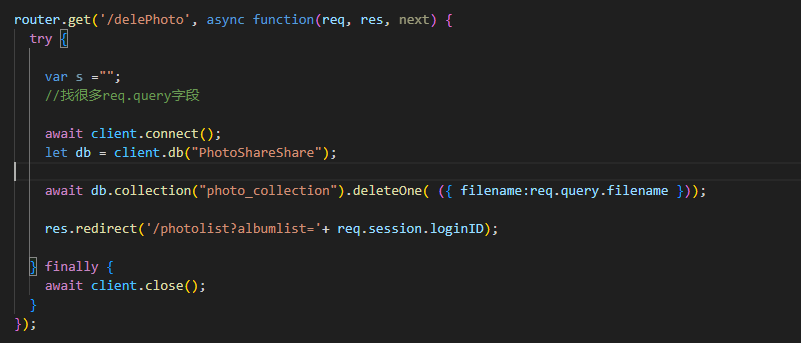 router.get('/delePhoto', async function(req, res, next) {
try {
var s ="";
//找很多req.query字段
await client.connect();
let db = client.db("PhotoShareShare");
await db.collection("photo_collection").deleteOne( ({ filename:req.query.filename }));
res.redirect('/photolist?albumlist='+ req.session.loginID);
} finally {
await client.close();
}
});